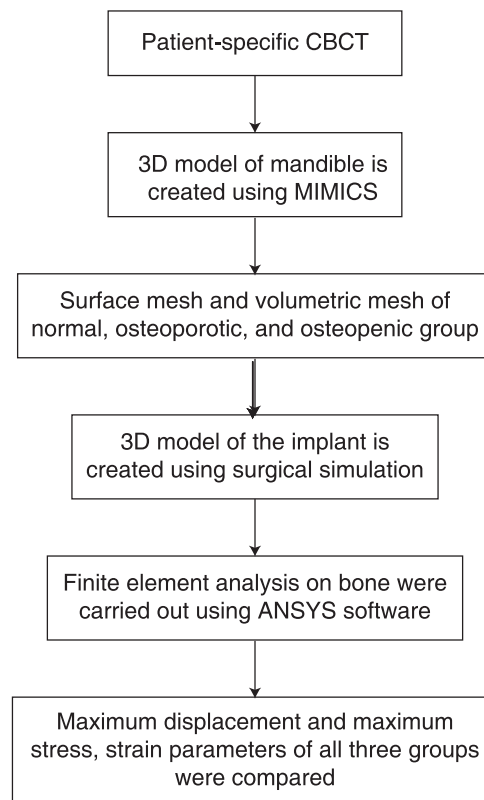 Patient-specific CBCT
3D model of mandible is
created using MIMICS
Surface mesh and volumetric mesh of
normal, osteoporotic, and osteopenic group
3D model of the implant is
created using surgical simulation
Finite element analysis on bone were
carried out using ANSYS software
Maximum displacement and maximum
stress, strain parameters of all three groups
were compared